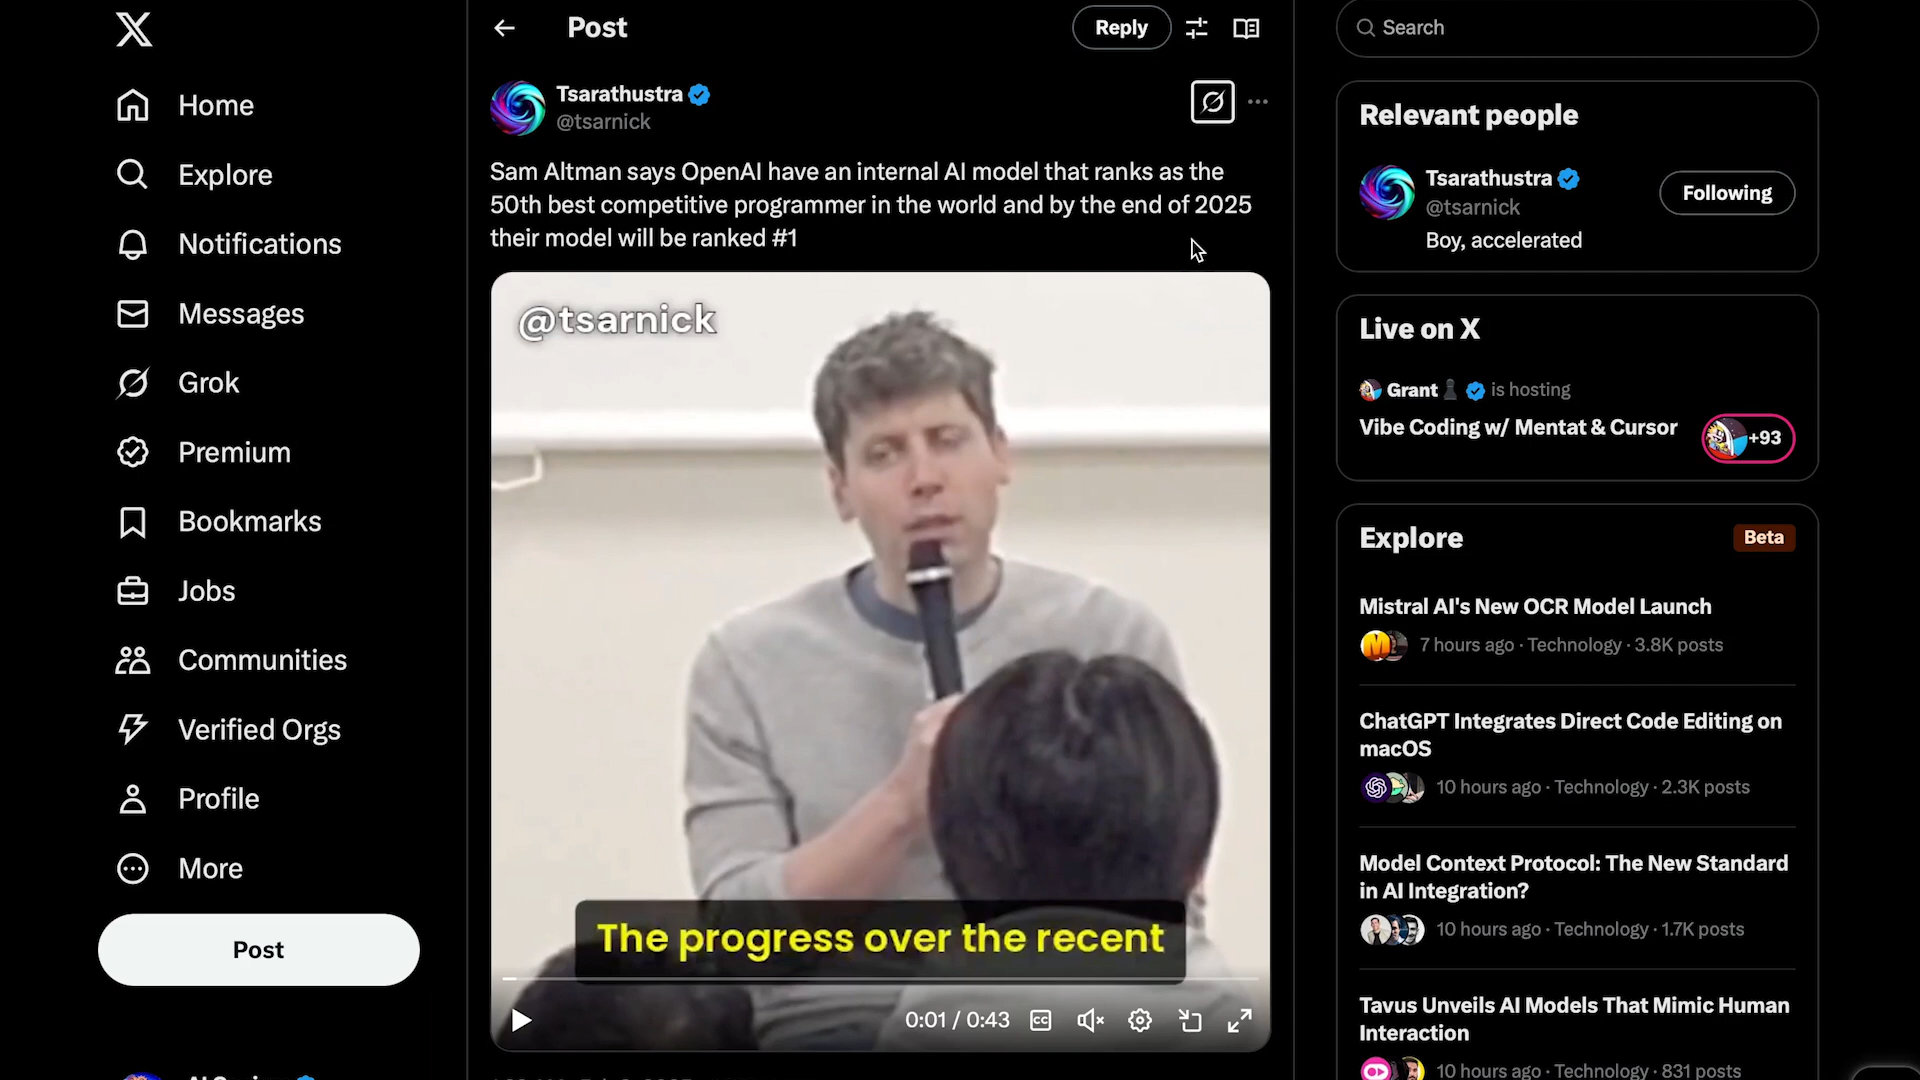 Home
Explore
Notifications
Messages
Grok
Premium
Bookmarks
Jobs
Communities
Verified Orgs
Profile
More
Post
Post
Reply
Tsarathustra
@tsarnick
Sam Altman says OpenAI have an internal AI model that ranks as the
50th best competitive programmer in the world and by the end of 2025
their model will be ranked #1
@tsarnick
The progress over the recent
0:01 / 0:43
CC
Search
Relevant people
Tsarathustra
@tsarnick
Following
Boy, accelerated
Live on X
Grant is hosting
Vibe Coding w/ Mentat & Cursor
+93
Explore
Beta
Mistral AI's New OCR Model Launch
7 hours ago · Technology · 3.8K posts
ChatGPT Integrates Direct Code Editing on
macOS
10 hours ago · Technology · 2.3K posts
Model Context Protocol: The New Standard
in AI Integration?
10 hours ago · Technology · 1.7K posts
Tavus Unveils AI Models That Mimic Human
Interaction
10 hours ago · Technology · 831 posts